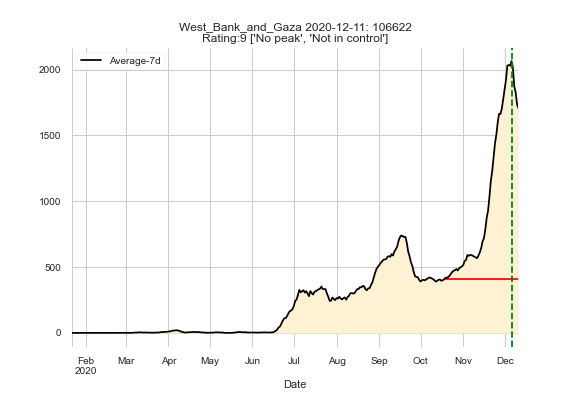 West_Bank_and_Gaza 2020-12-11: 106622
Rating:9 ['No peak', 'Not in control']
Average-7d
2000
1500
1000
500
0
Feb Mar Apr May Jun Jul Aug Sep Oct Nov Dec
2020
Date